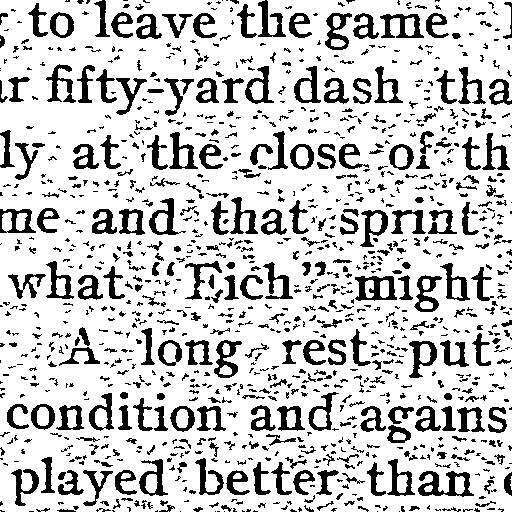 to leave the game.
ar fifty-yard dash tha
ly at the close of th
me and that sprint
what "Eich" might
A long rest put
condition and agains
played better than